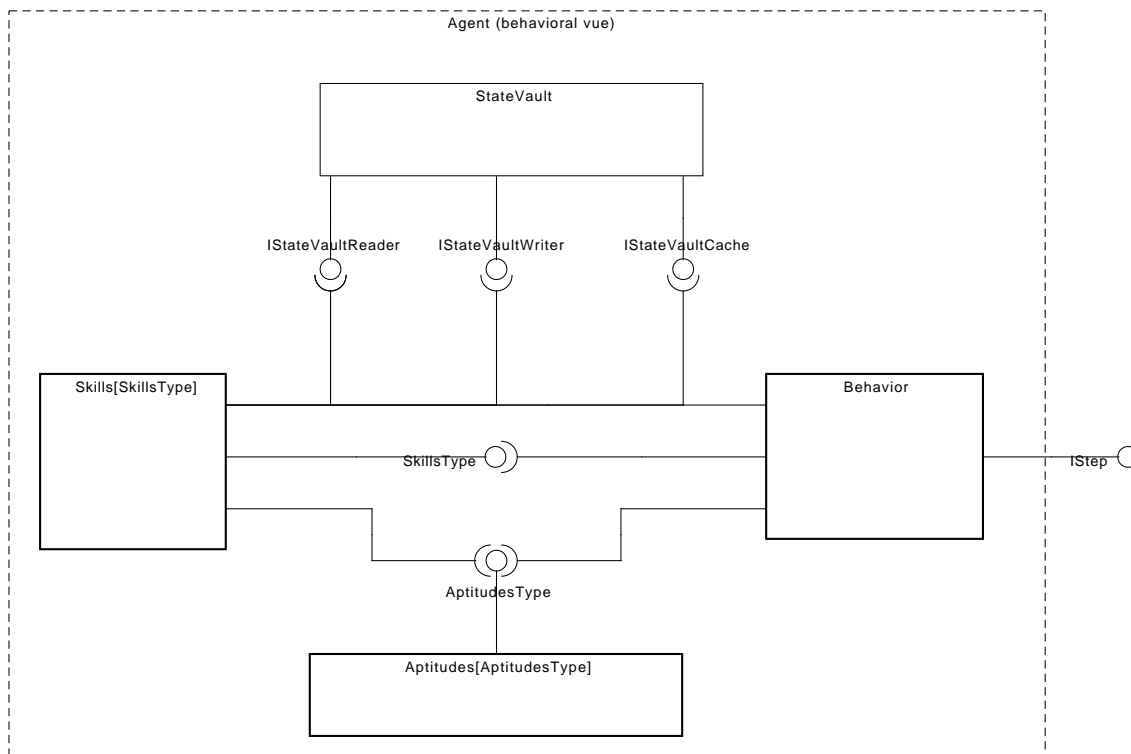 Agent (behavioral vue)
StateVault
IStateVaultReader
IStateVaultWriter
IStateVaultCache
Skills[SkillsType]
Behavior
SkillsType
IStep
AptitudesType
Aptitudes[AptitudesType]